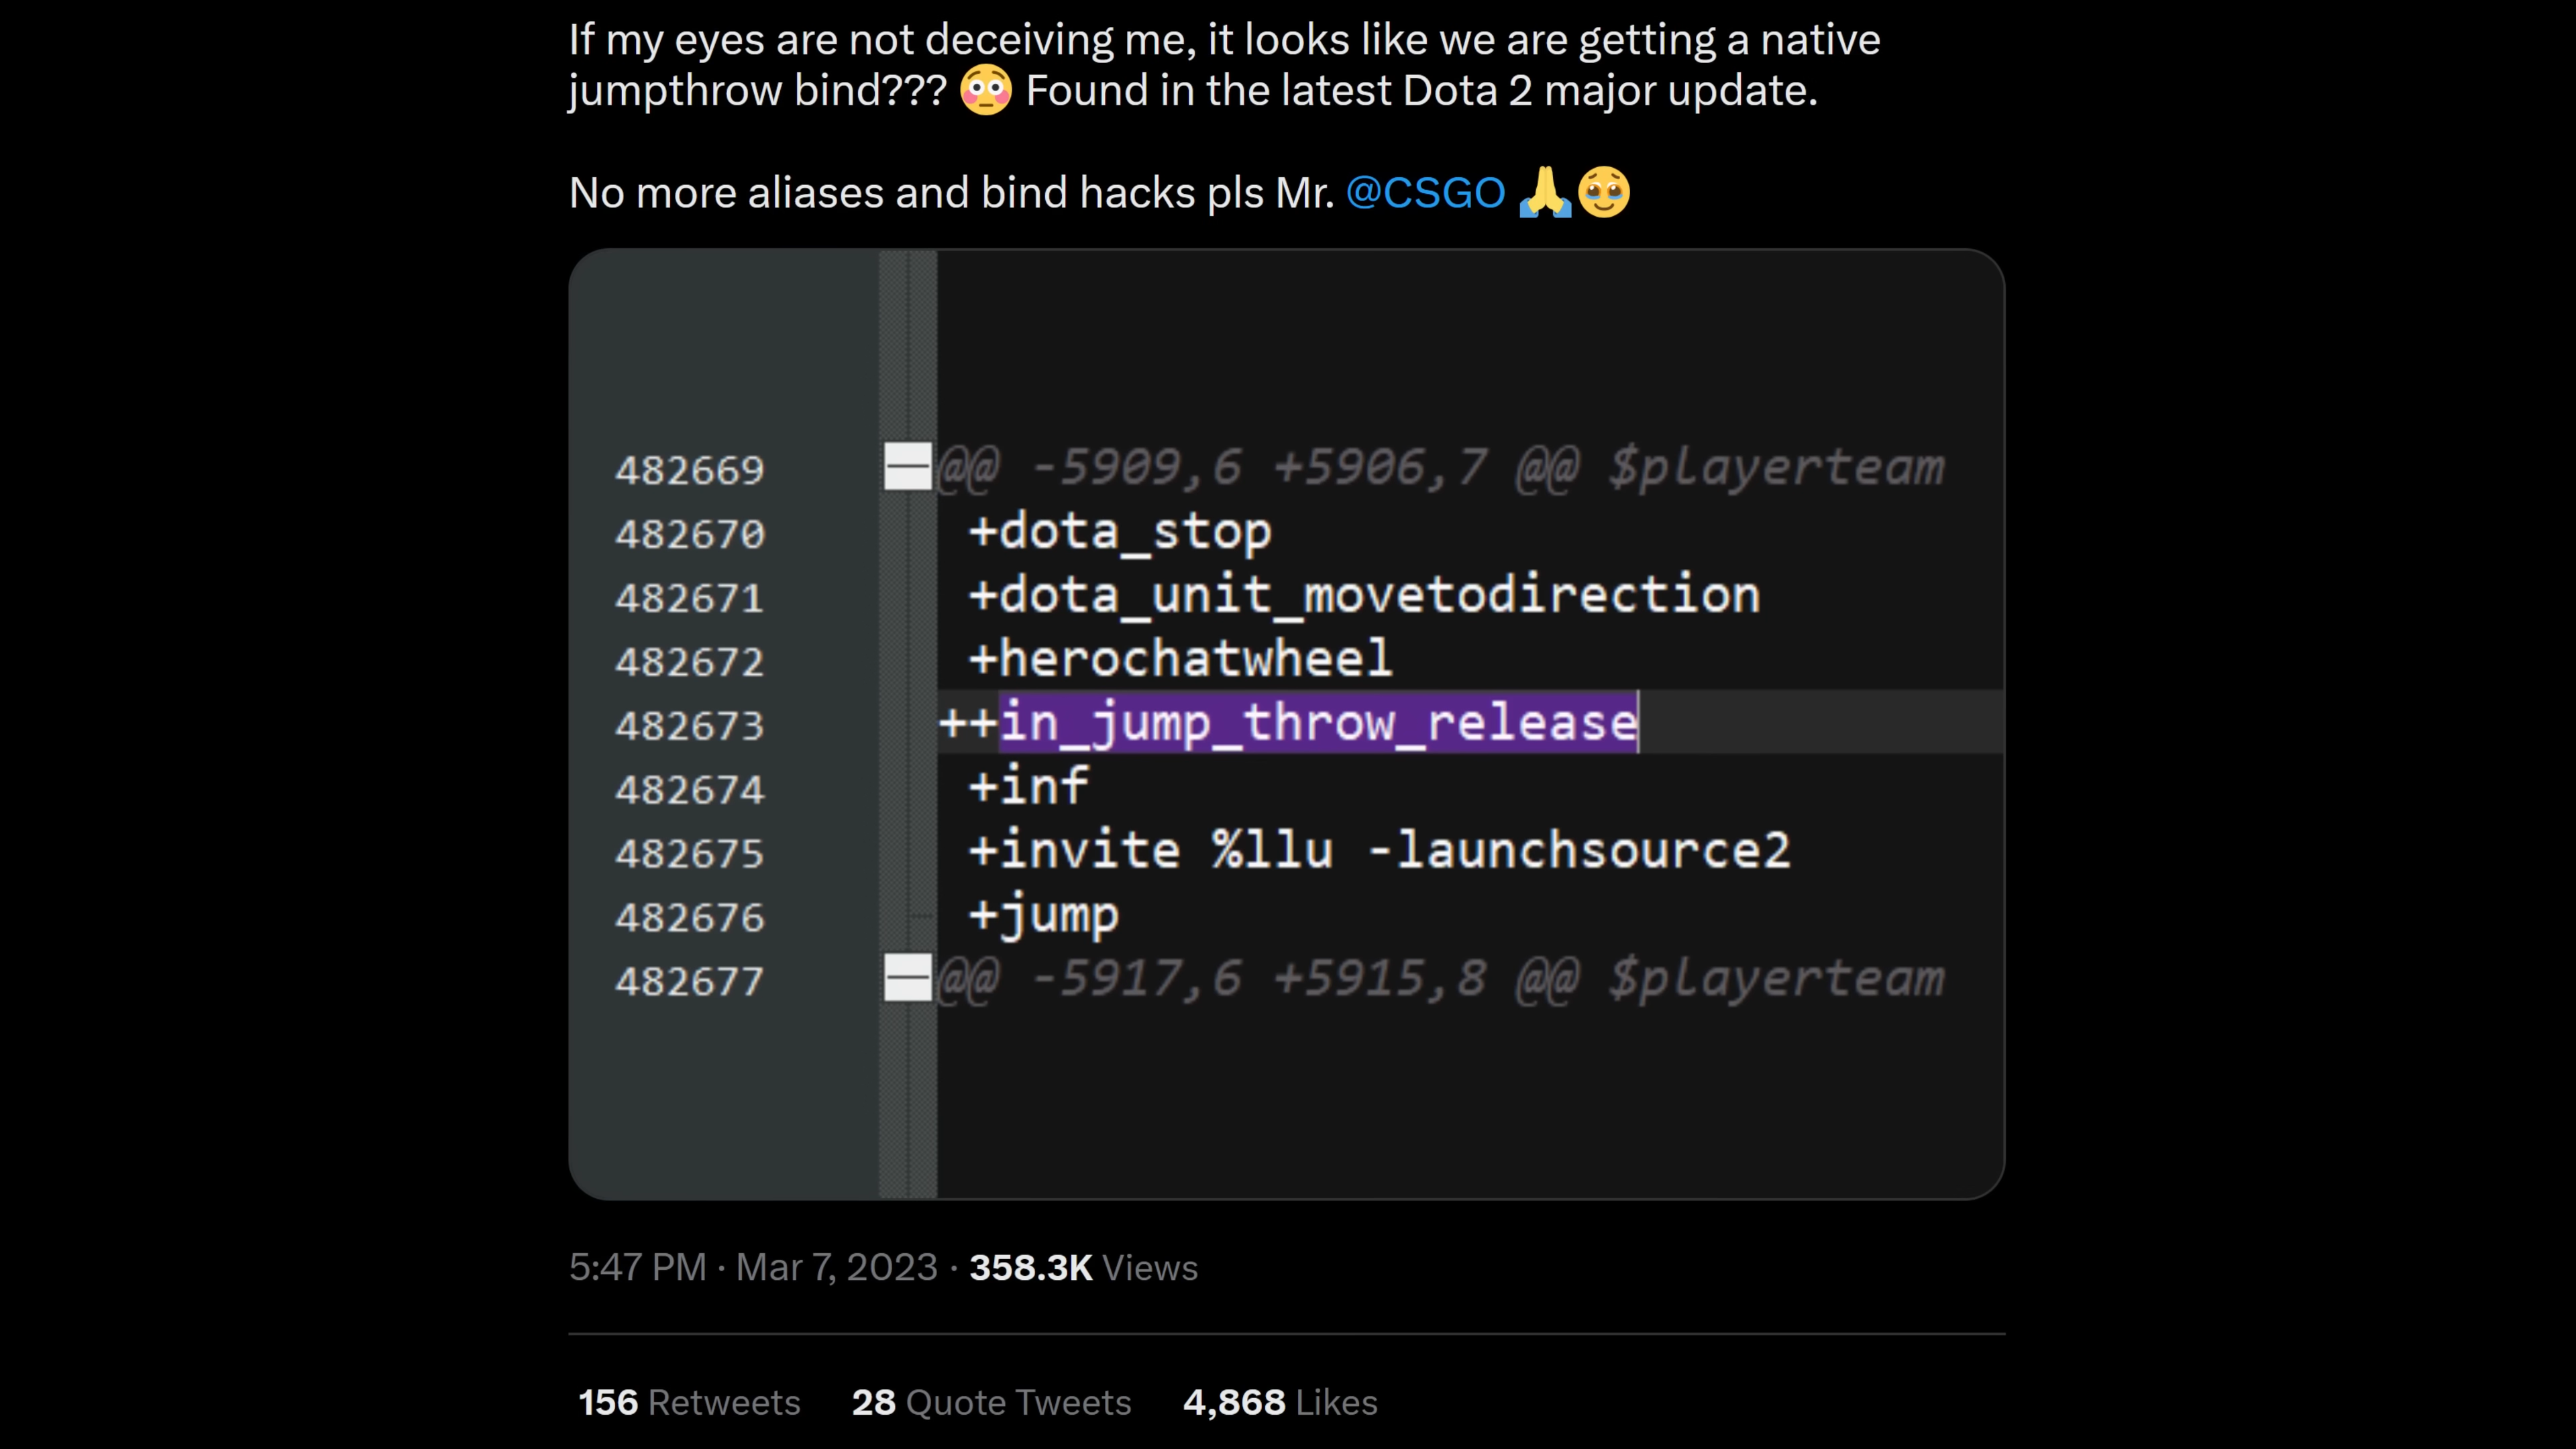 If my eyes are not deceiving me, it looks like we are getting a native
jumpthrow bind??? 😳 Found in the latest Dota 2 major update.
No more aliases and bind hacks pls Mr. @CSGO 🙏🥹
482669 @@ -5909,6 +5906,7 @@ $playerteam
482670 +dota_stop
482671 +dota_unit_movetodirection
482672 +herochatwheel
482673 ++in_jump_throw_release
482674 +inf
482675 +invite %llu -launchsource2
482676 +jump
482677 @@ -5917,6 +5915,8 @@ $playerteam
5:47 PM · Mar 7, 2023 · 358.3K Views
156 Retweets 28 Quote Tweets 4,868 Likes